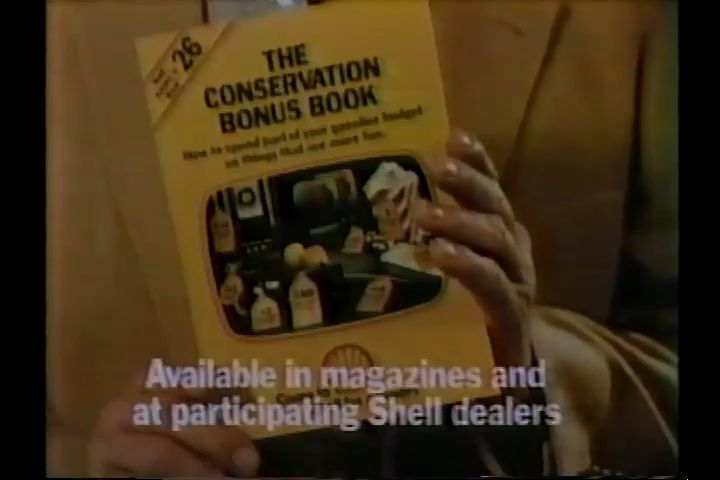 26
THE
CONSERVATION
BONUS BOOK
How to spend part of your gasoline budget
on things that are more fun.
Available in magazines and
at participating Shell dealers